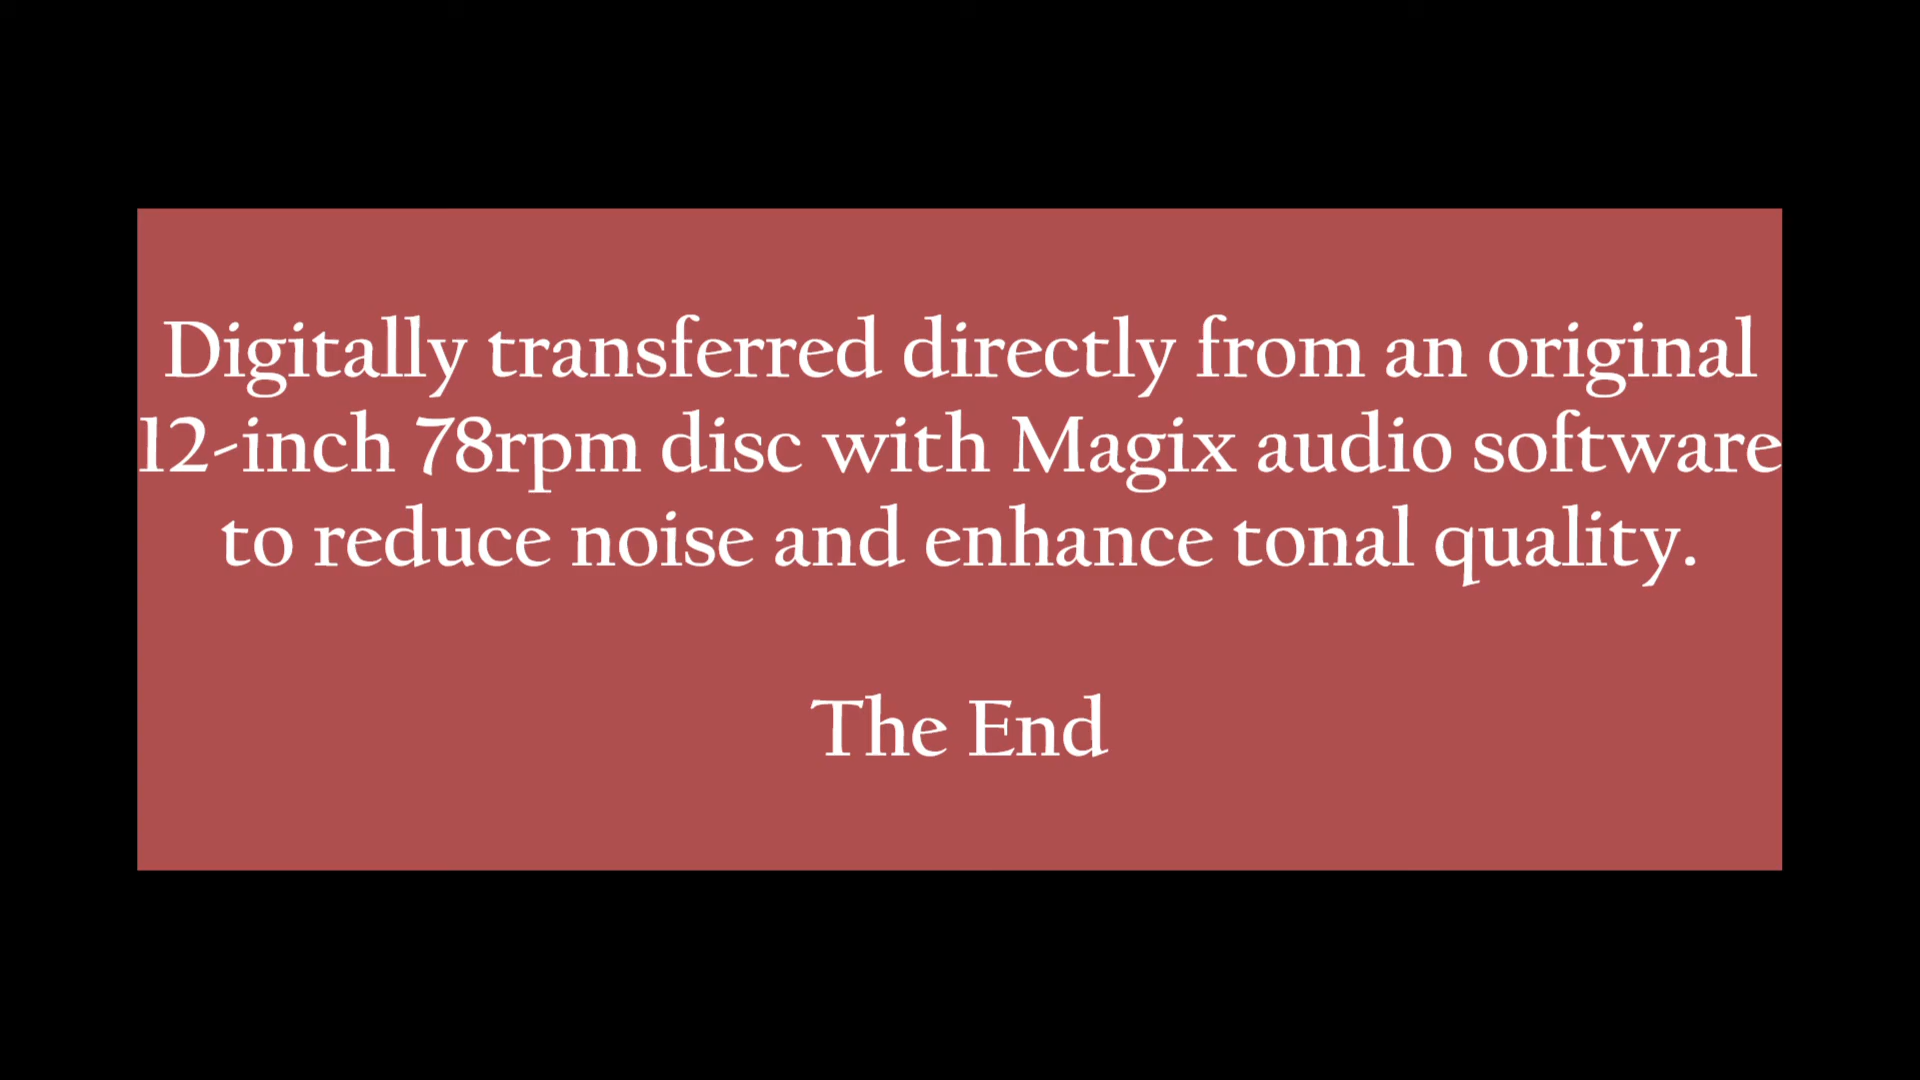 Digitally transferred directly from an original
12-inch 78rpm disc with Magix audio software
to reduce noise and enhance tonal quality.
The End